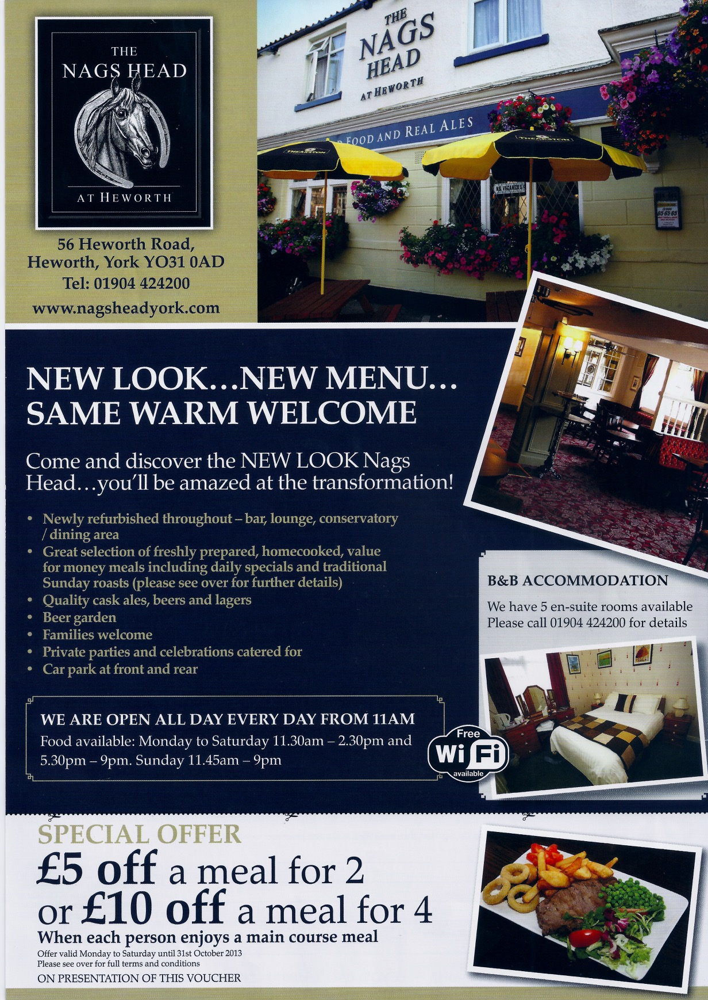 THE
NAGS HEAD
AT HEWORTH
56 Heworth Road,
Heworth, York YO31 0AD
Tel: 01904 424200
www.nagsheadyork.com
THE
NAGS
HEAD
AT HEWORTH
FOOD AND REAL ALES
THEAKSTON
THEAKSTON
NO VACANCIES
65 65 65
NEW LOOK...NEW MENU...
SAME WARM WELCOME
Come and discover the NEW LOOK Nags
Head...you'll be amazed at the transformation!
• Newly refurbished throughout – bar, lounge, conservatory
/ dining area
• Great selection of freshly prepared, homecooked, value
for money meals including daily specials and traditional
Sunday roasts (please see over for further details)
• Quality cask ales, beers and lagers
• Beer garden
• Families welcome
• Private parties and celebrations catered for
• Car park at front and rear
WE ARE OPEN ALL DAY EVERY DAY FROM 11AM
Food available: Monday to Saturday 11.30am – 2.30pm and
5.30pm – 9pm. Sunday 11.45am – 9pm
Free
Wi Fi
available
B&B ACCOMMODATION
We have 5 en-suite rooms available
Please call 01904 424200 for details
SPECIAL OFFER
£5 off a meal for 2
or £10 off a meal for 4
When each person enjoys a main course meal
Offer valid Monday to Saturday until 31st October 2013
Please see over for full terms and conditions
ON PRESENTATION OF THIS VOUCHER